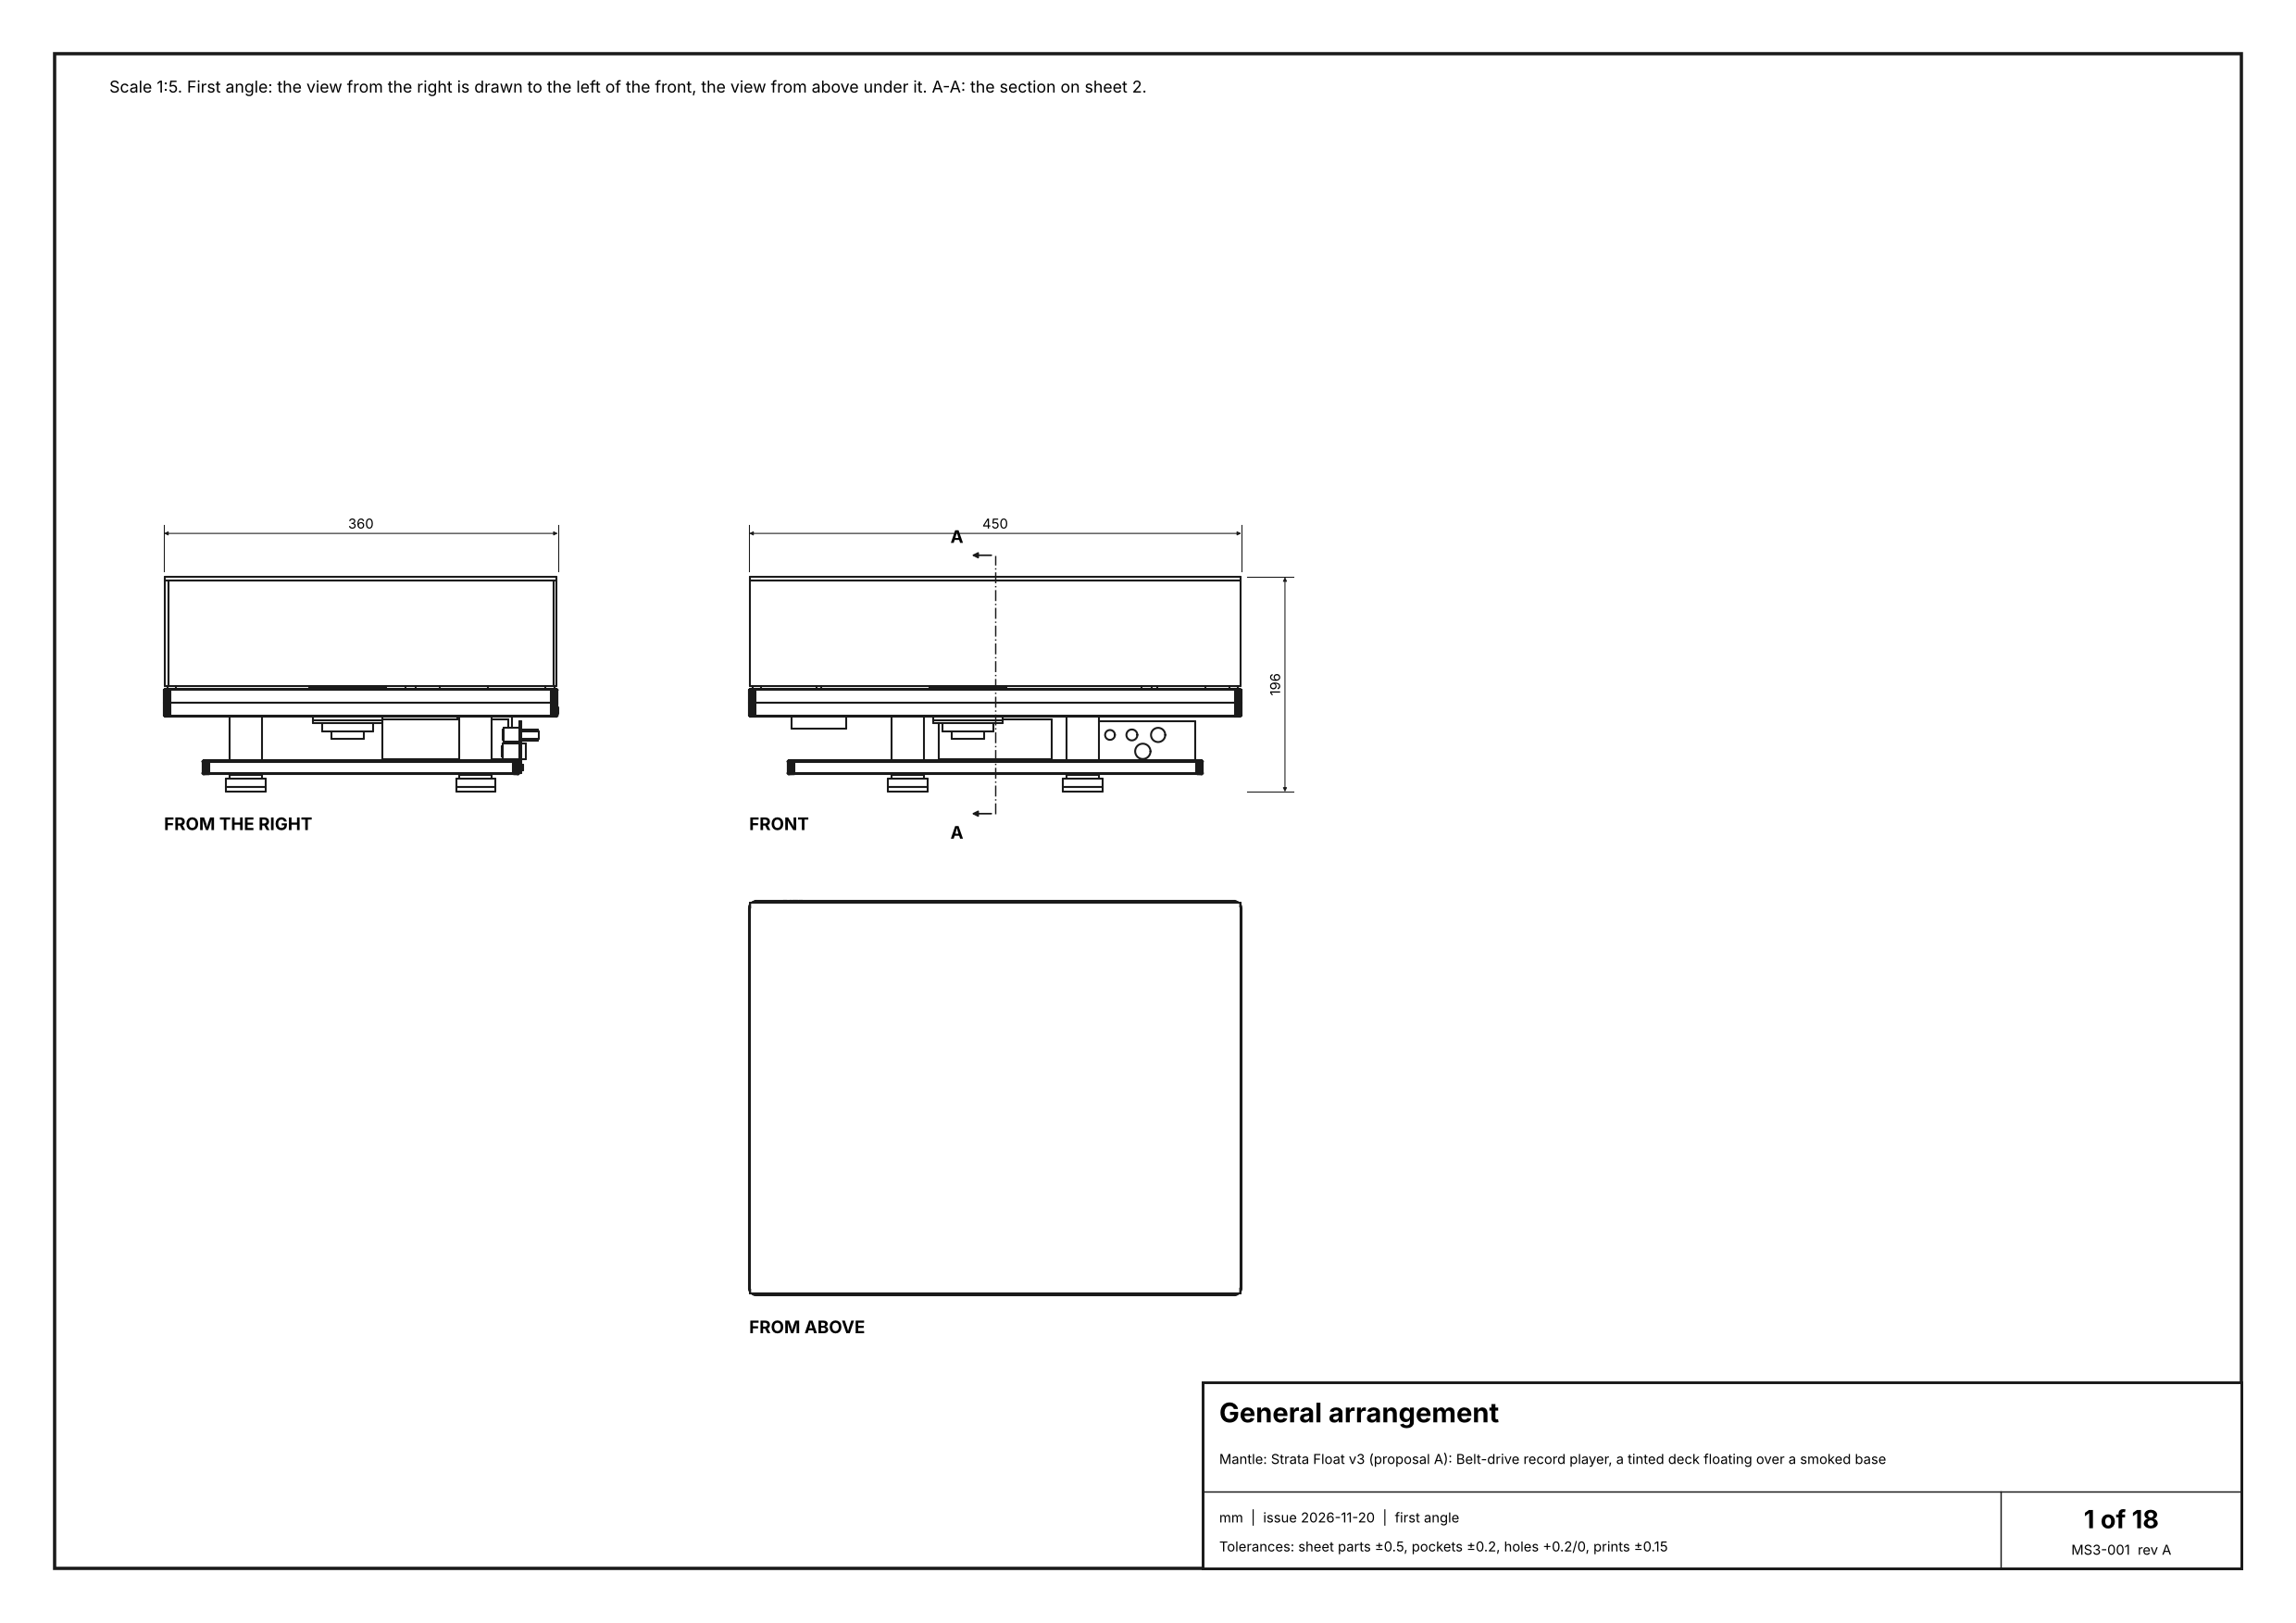 Scale 1:5. First angle: the view from the right is drawn to the left of the front, the view from above under it. A-A: the section on sheet 2.
360
450
A
196
FROM THE RIGHT
FRONT
A
FROM ABOVE
General arrangement
Mantle: Strata Float v3 (proposal A): Belt-drive record player, a tinted deck floating over a smoked base
mm | issue 2026-11-20 | first angle
Tolerances: sheet parts ±0.5, pockets ±0.2, holes +0.2/0, prints ±0.15
1 of 18
MS3-001 rev A